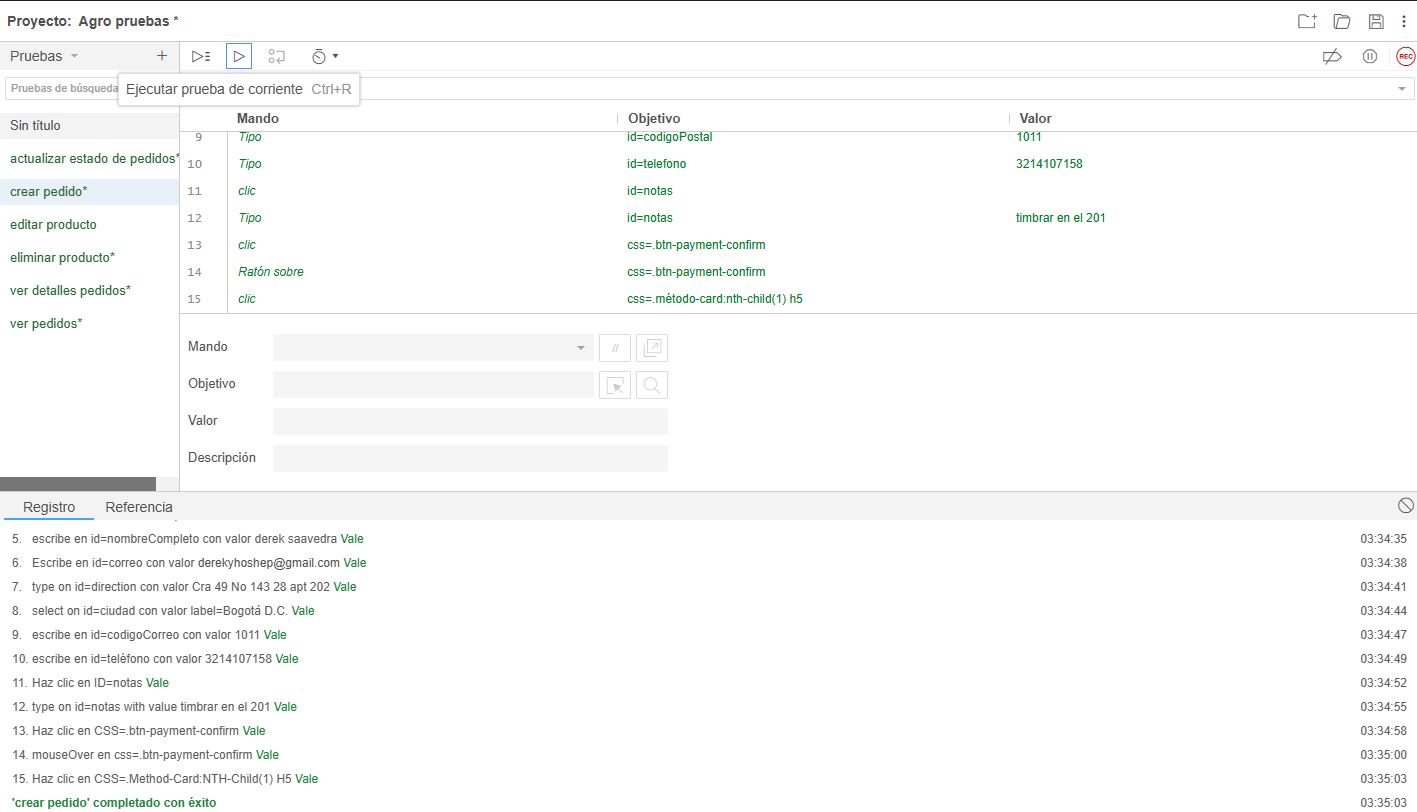 Proyecto: Agro pruebas *
Pruebas
Ejecutar prueba de corriente Ctrl+R
Pruebas de búsqueda
REC
Mando Objetivo Valor
Sin título
actualizar estado de pedidos*
crear pedido*
editar producto
eliminar producto*
ver detalles pedidos*
ver pedidos*
9 Tipo id=codigoPostal 1011
10 Tipo id=telefono 3214107158
11 clic id=notas
12 Tipo id=notas timbrar en el 201
13 clic css=.btn-payment-confirm
14 Ratón sobre css=.btn-payment-confirm
15 clic css=.método-card:nth-child(1) h5
Mando //
Objetivo
Valor
Descripción
Registro Referencia
5. escribe en id=nombreCompleto con valor derek saavedra Vale 03:34:35
6. Escribe en id=correo con valor derekyhoshep@gmail.com Vale 03:34:38
7. type on id=direction con valor Cra 49 No 143 28 apt 202 Vale 03:34:41
8. select on id=ciudad con valor label=Bogotá D.C. Vale 03:34:44
9. escribe en id=codigoCorreo con valor 1011 Vale 03:34:47
10. escribe en id=teléfono con valor 3214107158 Vale 03:34:49
11. Haz clic en ID=notas Vale 03:34:52
12. type on id=notas with value timbrar en el 201 Vale 03:34:55
13. Haz clic en CSS=.btn-payment-confirm Vale 03:34:58
14. mouseOver en css=.btn-payment-confirm Vale 03:35:00
15. Haz clic en CSS=.Method-Card:NTH-Child(1) H5 Vale 03:35:03
'crear pedido' completado con éxito 03:35:03